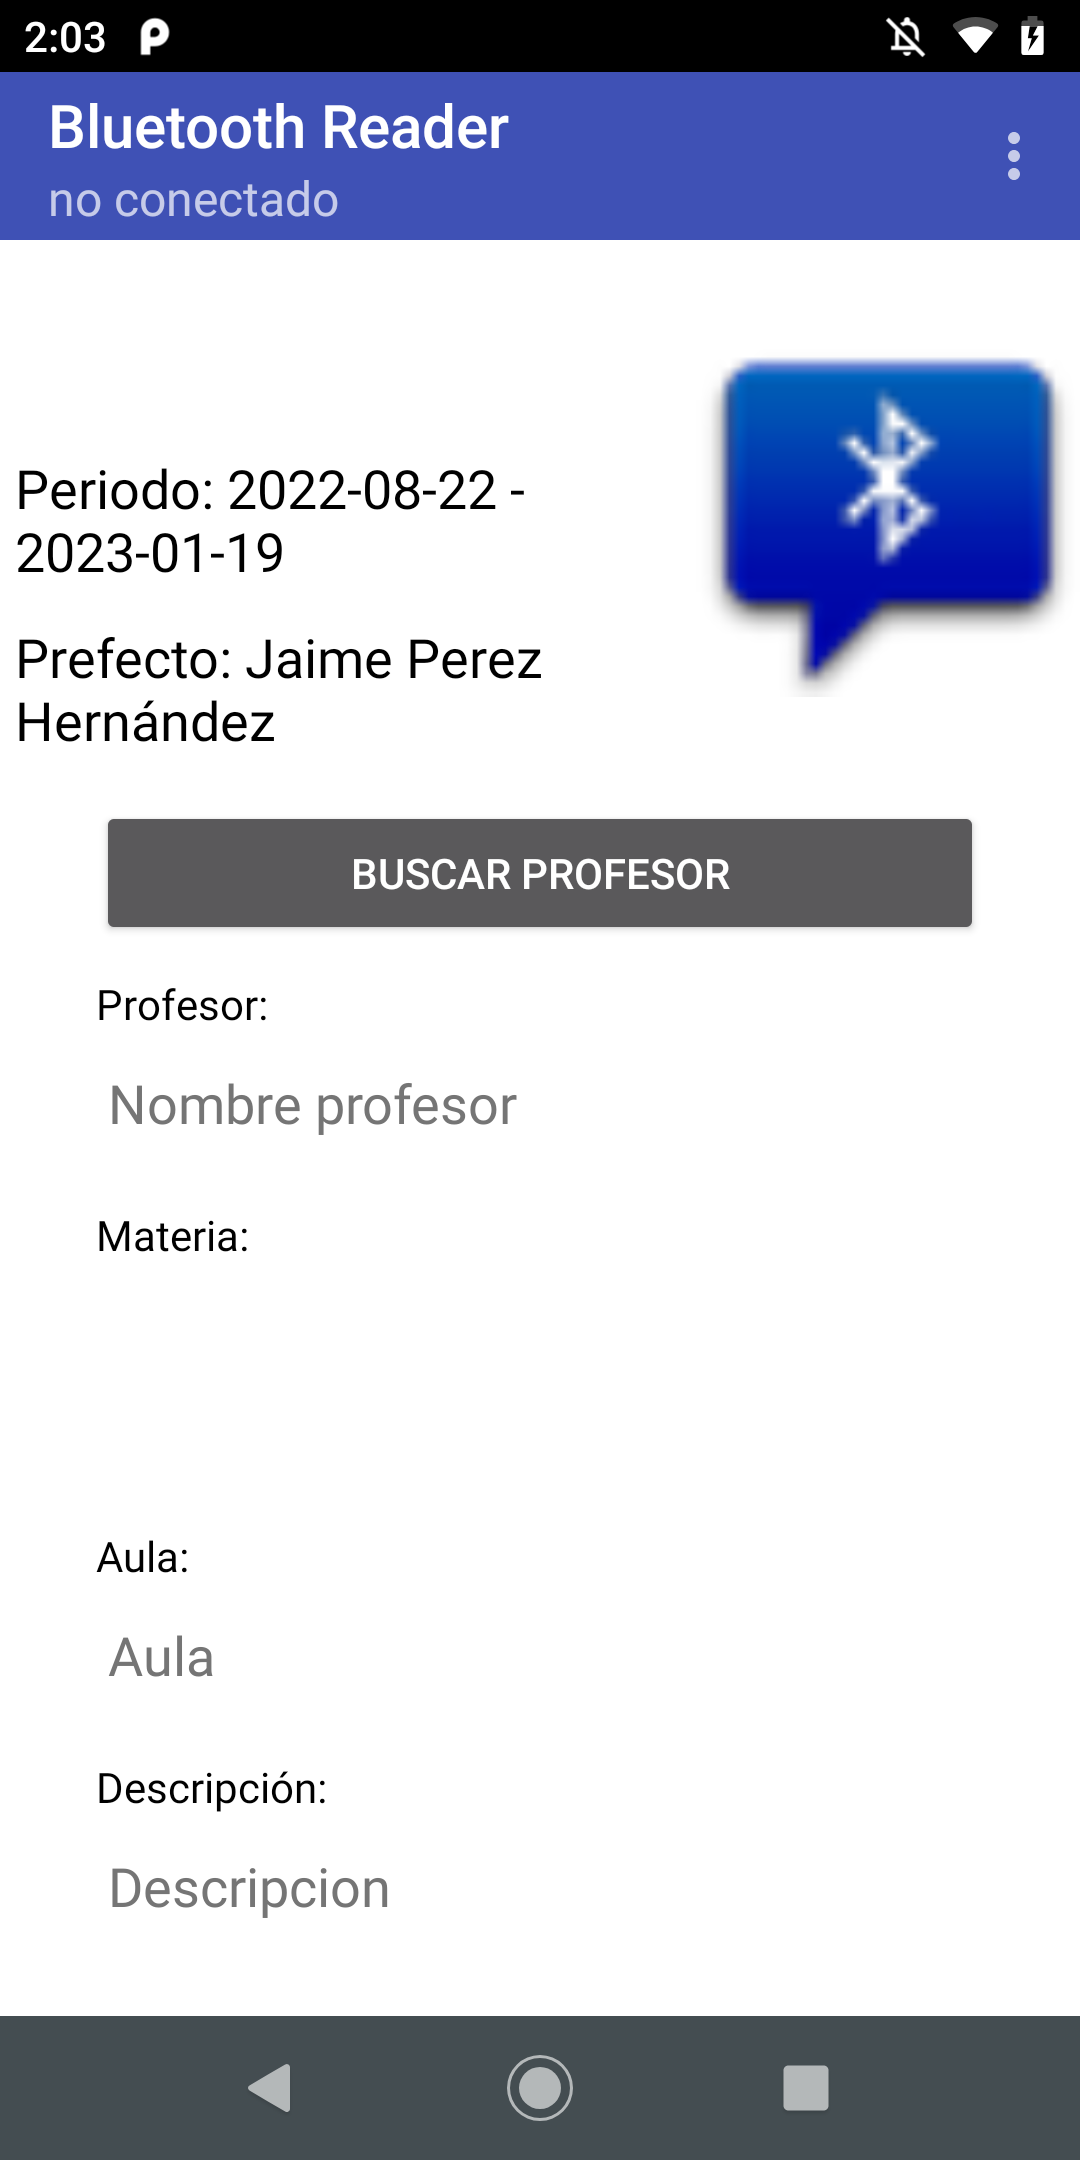 2:03
Bluetooth Reader
no conectado
Periodo: 2022-08-22 -
2023-01-19
Prefecto: Jaime Perez
Hernández
BUSCAR PROFESOR
Profesor:
Nombre profesor
Materia:
Aula:
Aula
Descripción:
Descripcion